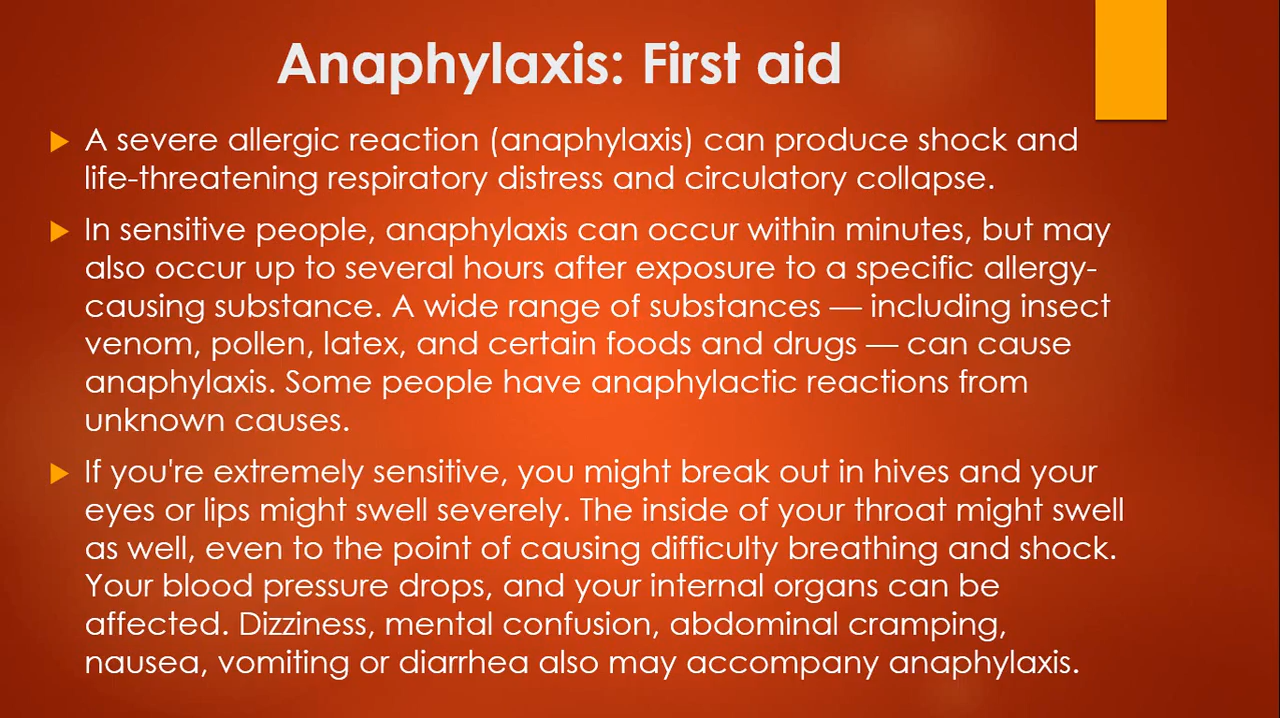 Anaphylaxis: First aid
A severe allergic reaction (anaphylaxis) can produce shock and
life-threatening respiratory distress and circulatory collapse.
In sensitive people, anaphylaxis can occur within minutes, but may
also occur up to several hours after exposure to a specific allergy-
causing substance. A wide range of substances — including insect
venom, pollen, latex, and certain foods and drugs — can cause
anaphylaxis. Some people have anaphylactic reactions from
unknown causes.
If you're extremely sensitive, you might break out in hives and your
eyes or lips might swell severely. The inside of your throat might swell
as well, even to the point of causing difficulty breathing and shock.
Your blood pressure drops, and your internal organs can be
affected. Dizziness, mental confusion, abdominal cramping,
nausea, vomiting or diarrhea also may accompany anaphylaxis.